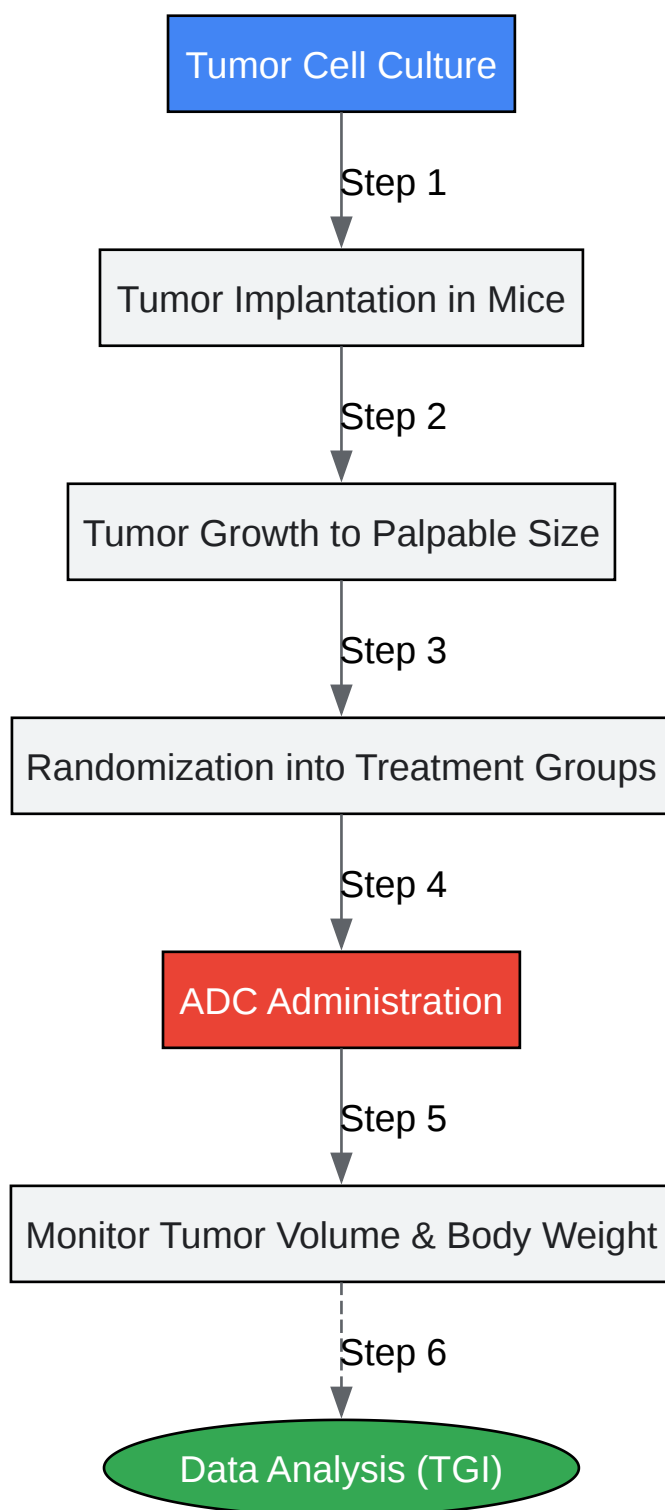 Tumor Cell Culture
Step 1
Tumor Implantation in Mice
Step 2
Tumor Growth to Palpable Size
Step 3
Randomization into Treatment Groups
Step 4
ADC Administration
Step 5
Monitor Tumor Volume & Body Weight
Step 6
Data Analysis (TGI)